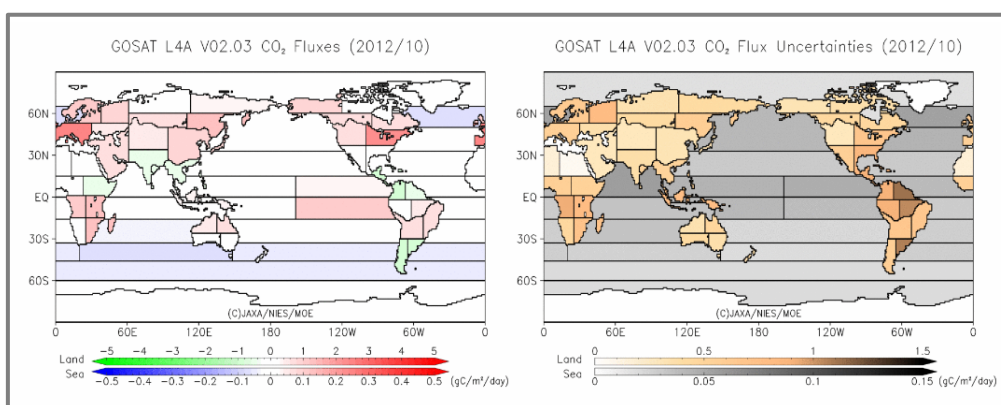 GOSAT L4A V02.03 CO₂ Fluxes (2012/10)
60N
30N
EQ
30S
60S
(C)JAXA/NIES/MOE
0 60E 120E 180 120W 60W 0
Land -5 -4 -3 -2 -1 0 1 2 3 4 5
Sea -0.5 -0.4 -0.3 -0.2 -0.1 0 0.1 0.2 0.3 0.4 0.5 (gC/m²/day)
GOSAT L4A V02.03 CO₂ Flux Uncertainties (2012/10)
60N
30N
EQ
30S
60S
(C)JAXA/NIES/MOE
0 60E 120E 180 120W 60W 0
Land 0 0.5 1 1.5
Sea 0 0.05 0.1 0.15 (gC/m²/day)